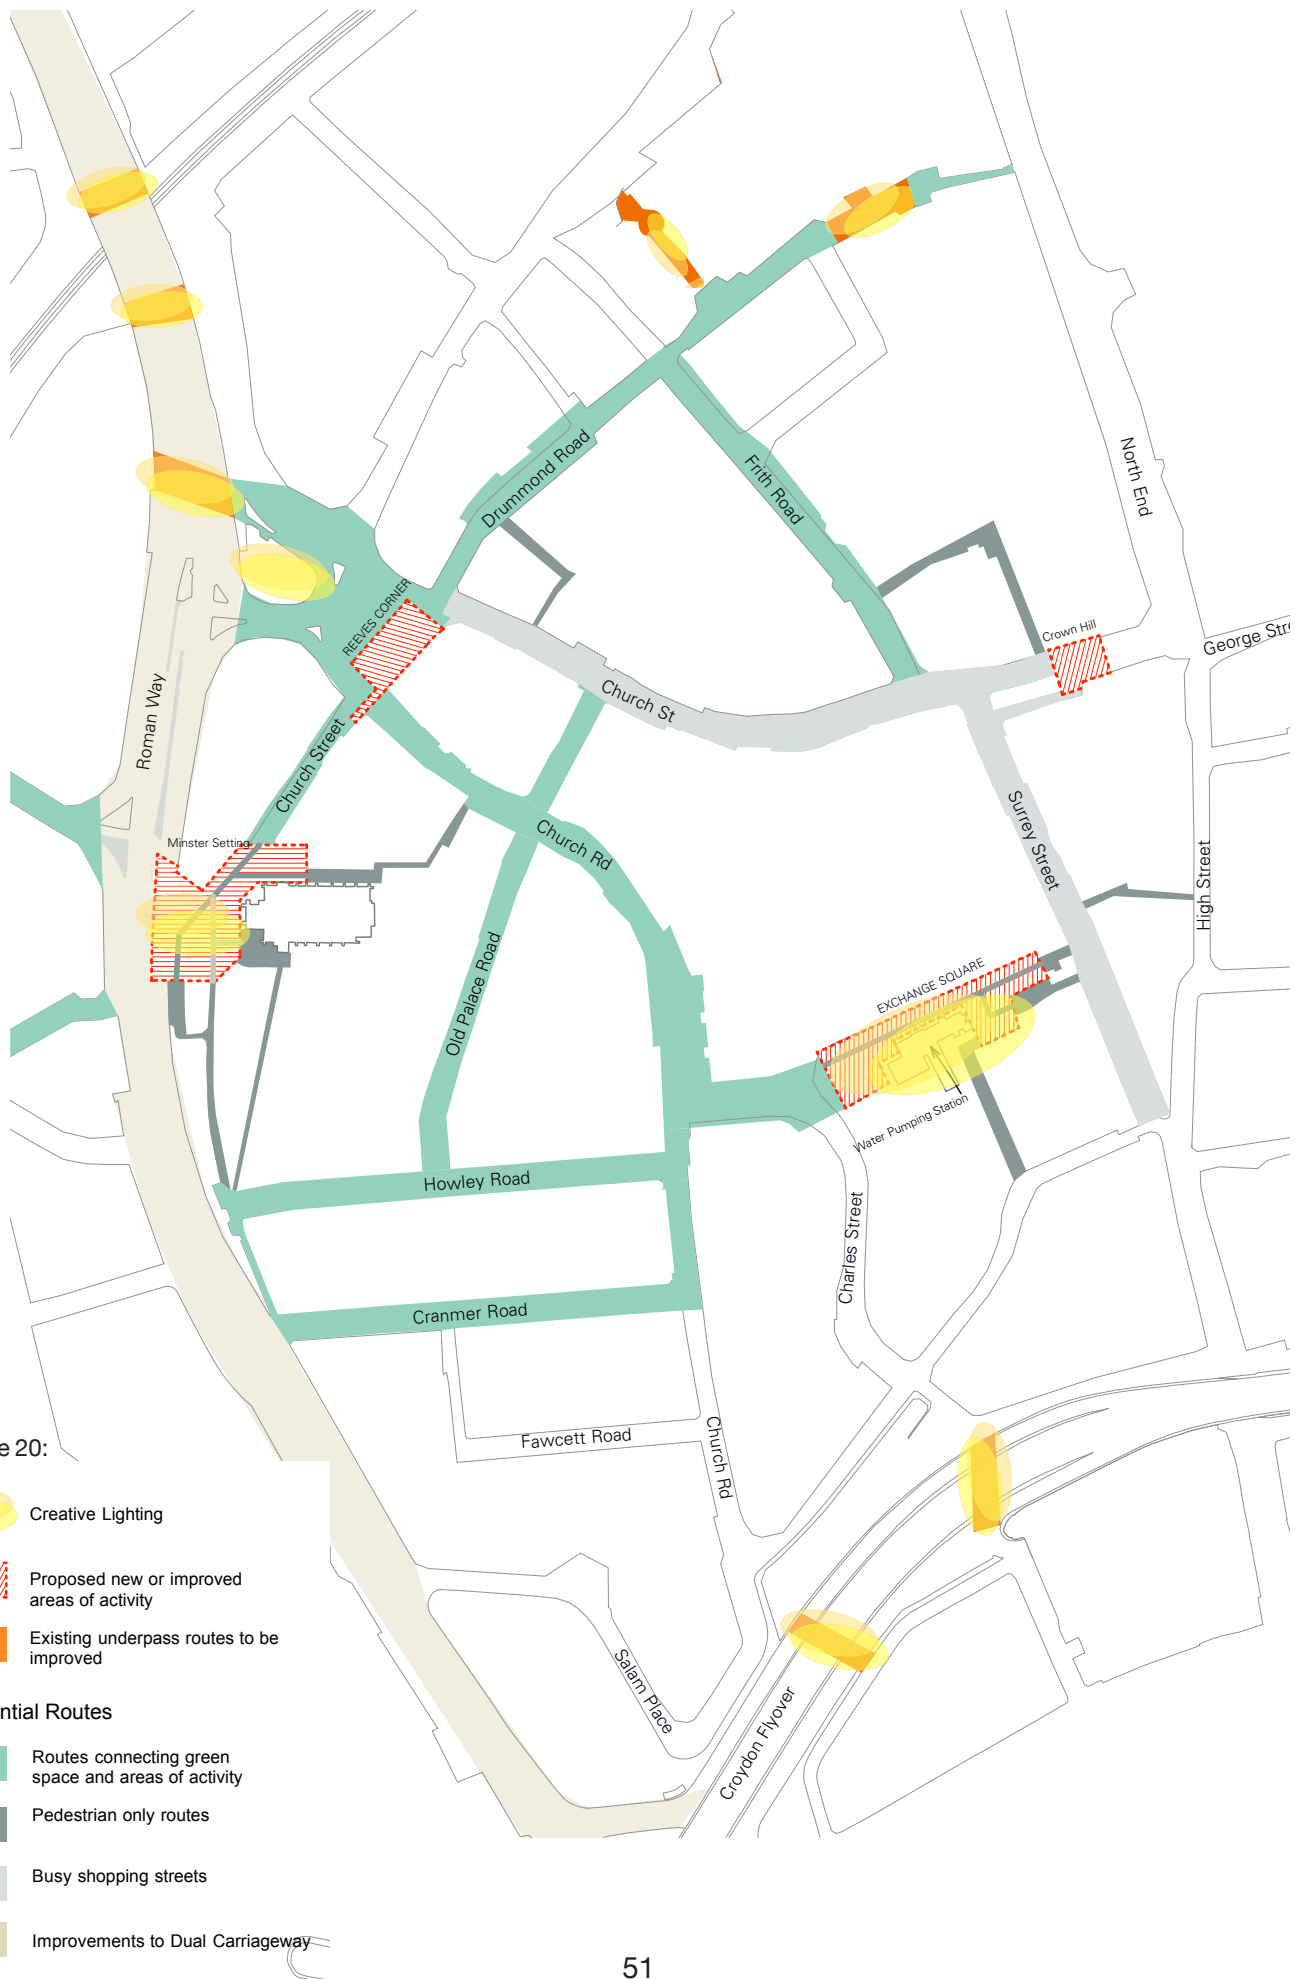 Drummond Road
Frith Road
North End
REEVES CORNER
Crown Hill
George Stre
Church St
Roman Way
Church Street
Surrey Street
Minster Setting
Church Rd
High Street
Old Palace Road
EXCHANGE SQUARE
Water Pumping Station
Howley Road
Charles Street
Cranmer Road
Fawcett Road
Church Rd
Salam Place
Croydon Flyover
e 20:
Creative Lighting
Proposed new or improved
areas of activity
Existing underpass routes to be
improved
ntial Routes
Routes connecting green
space and areas of activity
Pedestrian only routes
Busy shopping streets
Improvements to Dual Carriageway
51